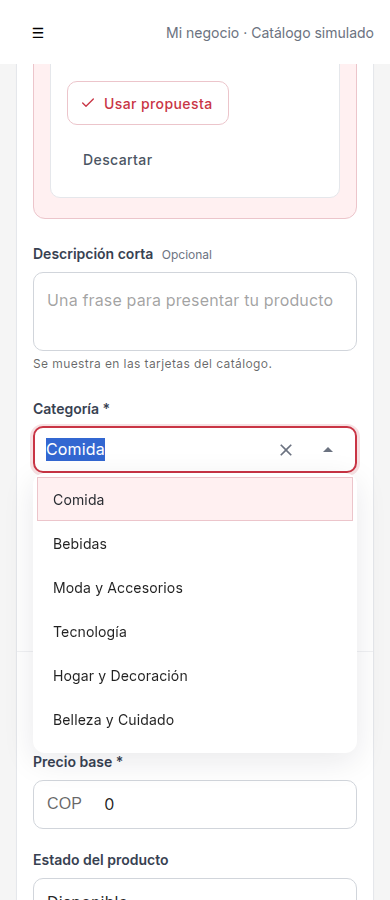 ☰ Mi negocio · Catálogo simulado
Usar propuesta
Descartar
Descripción corta Opcional
Una frase para presentar tu producto
Se muestra en las tarjetas del catálogo.
Categoría *
Comida
Comida
Bebidas
Moda y Accesorios
Tecnología
Hogar y Decoración
Belleza y Cuidado
Precio base *
COP 0
Estado del producto
Disponible